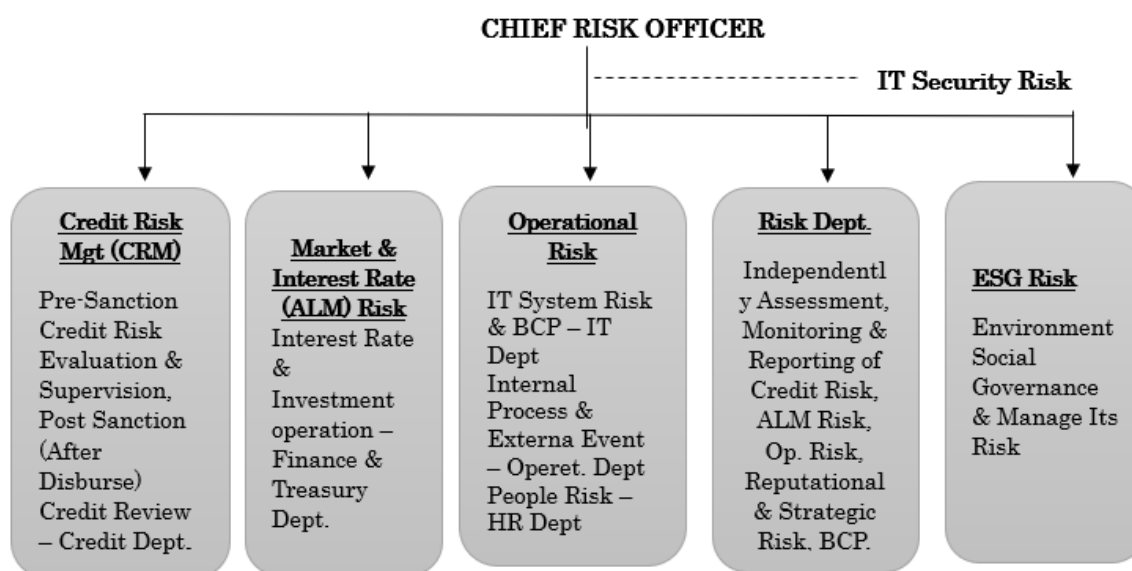 CHIEF RISK OFFICER
IT Security Risk
Credit Risk
Mgt (CRM)
Pre-Sanction
Credit Risk
Evaluation &
Supervision,
Post Sanction
(After
Disburse)
Credit Review
– Credit Dept.
Market &
Interest Rate
(ALM) Risk
Interest Rate
&
Investment
operation –
Finance &
Treasury
Dept.
Operational
Risk
IT System Risk
& BCP – IT
Dept
Internal
Process &
Externa Event
– Operet. Dept
People Risk –
HR Dept
Risk Dept.
Independentl
y Assessment,
Monitoring &
Reporting of
Credit Risk,
ALM Risk,
Op. Risk,
Reputational
& Strategic
Risk, BCP.
ESG Risk
Environment
Social
Governance
& Manage Its
Risk